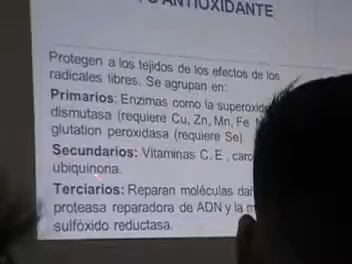 ANTIOXIDANTE
Protegen a los tejidos de los efectos de los
radicales libres. Se agrupan en:
Primarios: Enzimas como la
dismutasa (requiere Cu, Zn, Mn, Fe
glutation peroxidasa (requiere Se)
Secundarios: Vitaminas C. E ,
ubiquinona.
Terciarios: Reparan moléculas
proteasa reparadora de ADN y la
sulfóxido reductasa.